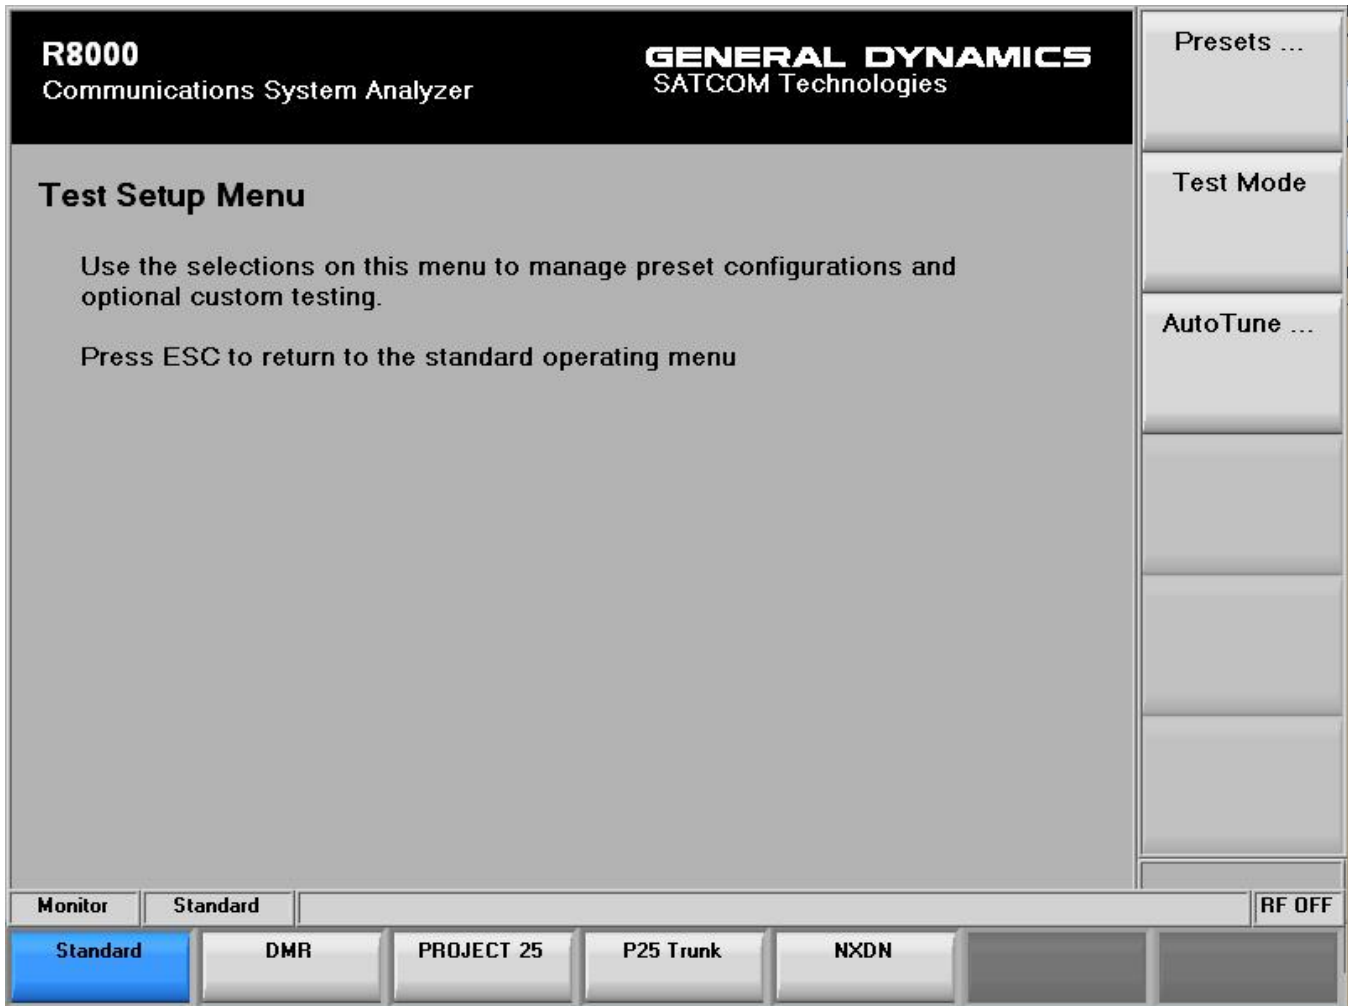 R8000
Communications System Analyzer
GENERAL DYNAMICS
SATCOM Technologies
Test Setup Menu
Use the selections on this menu to manage preset configurations and
optional custom testing.
Press ESC to return to the standard operating menu
Presets ...
Test Mode
AutoTune ...
Monitor
Standard
RF OFF
Standard
DMR
PROJECT 25
P25 Trunk
NXDN